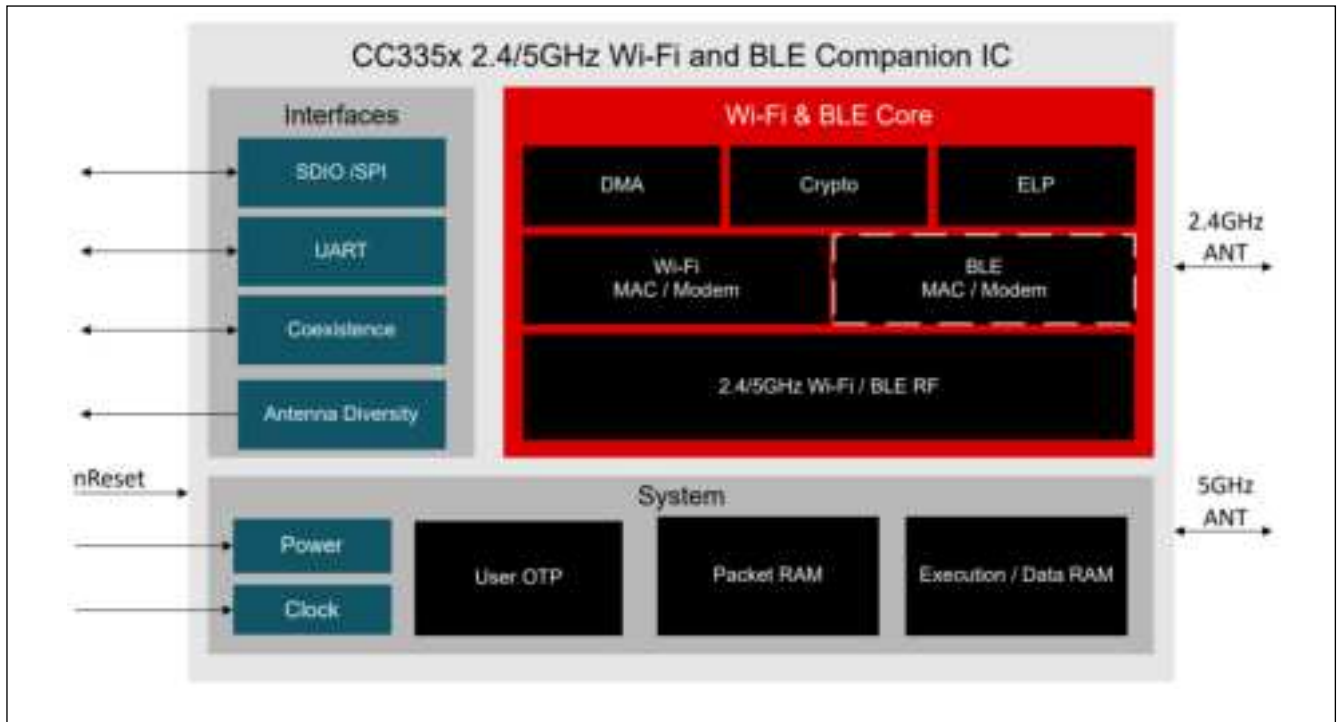 CC335x 2.4/5GHz Wi-Fi and BLE Companion IC
Interfaces
SDIO /SPI
UART
Coexistence
Antenna Diversity
Wi-Fi & BLE Core
DMA
Crypto
ELP
Wi-Fi
MAC / Modem
BLE
MAC / Modem
2.4/5GHz Wi-Fi / BLE RF
2.4GHz
ANT
nReset
System
Power
Clock
User OTP
Packet RAM
Execution / Data RAM
5GHz
ANT